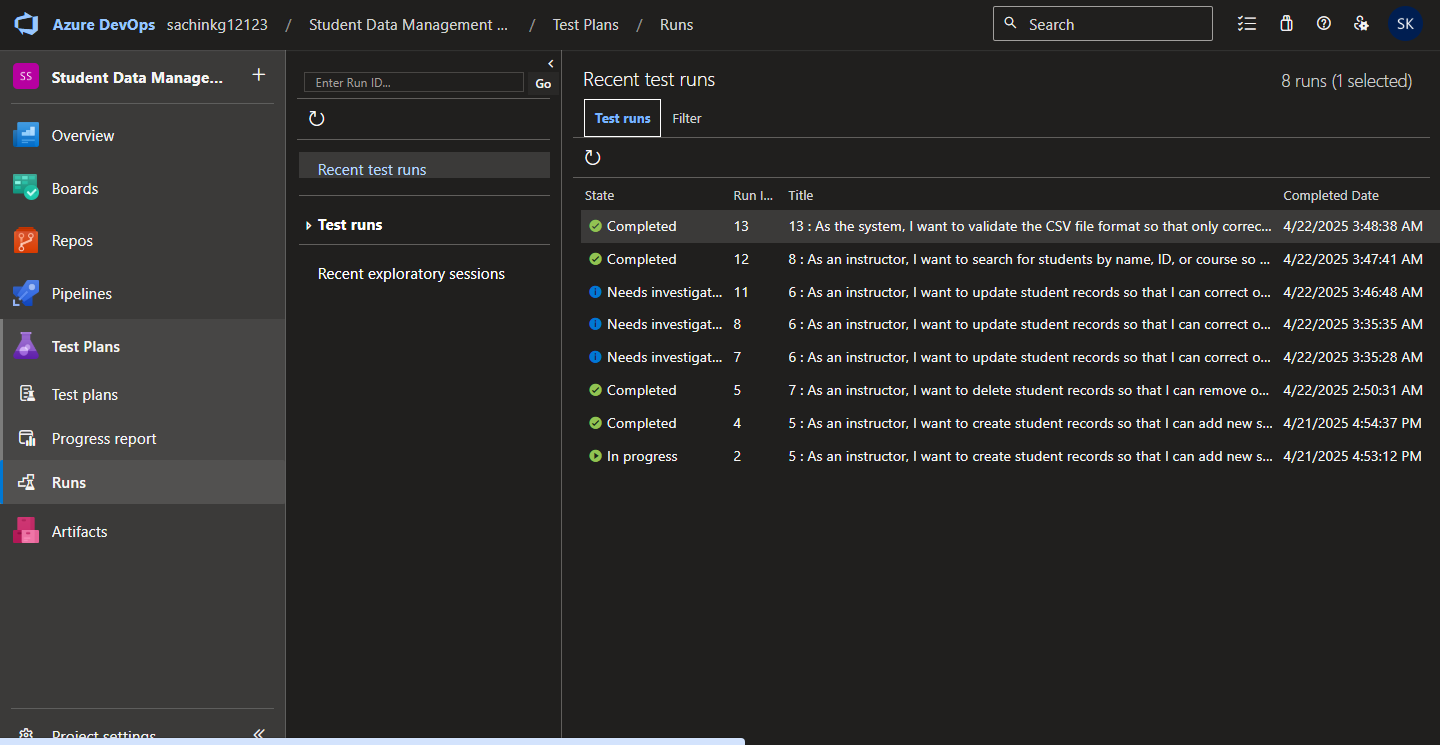 Azure DevOps sachinkg12123 / Student Data Management ... / Test Plans / Runs Search SK
SS Student Data Manage... +
Overview
Boards
Repos
Pipelines
Test Plans
Test plans
Progress report
Runs
Artifacts
Project settings
Enter Run ID... Go
Recent test runs
Test runs
Recent exploratory sessions
Recent test runs 8 runs (1 selected)
Test runs Filter
State Run I... Title Completed Date
Completed 13 13 : As the system, I want to validate the CSV file format so that only correc... 4/22/2025 3:48:38 AM
Completed 12 8 : As an instructor, I want to search for students by name, ID, or course so ... 4/22/2025 3:47:41 AM
Needs investigat... 11 6 : As an instructor, I want to update student records so that I can correct o... 4/22/2025 3:46:48 AM
Needs investigat... 8 6 : As an instructor, I want to update student records so that I can correct o... 4/22/2025 3:35:35 AM
Needs investigat... 7 6 : As an instructor, I want to update student records so that I can correct o... 4/22/2025 3:35:28 AM
Completed 5 7 : As an instructor, I want to delete student records so that I can remove o... 4/22/2025 2:50:31 AM
Completed 4 5 : As an instructor, I want to create student records so that I can add new s... 4/21/2025 4:54:37 PM
In progress 2 5 : As an instructor, I want to create student records so that I can add new s... 4/21/2025 4:53:12 PM